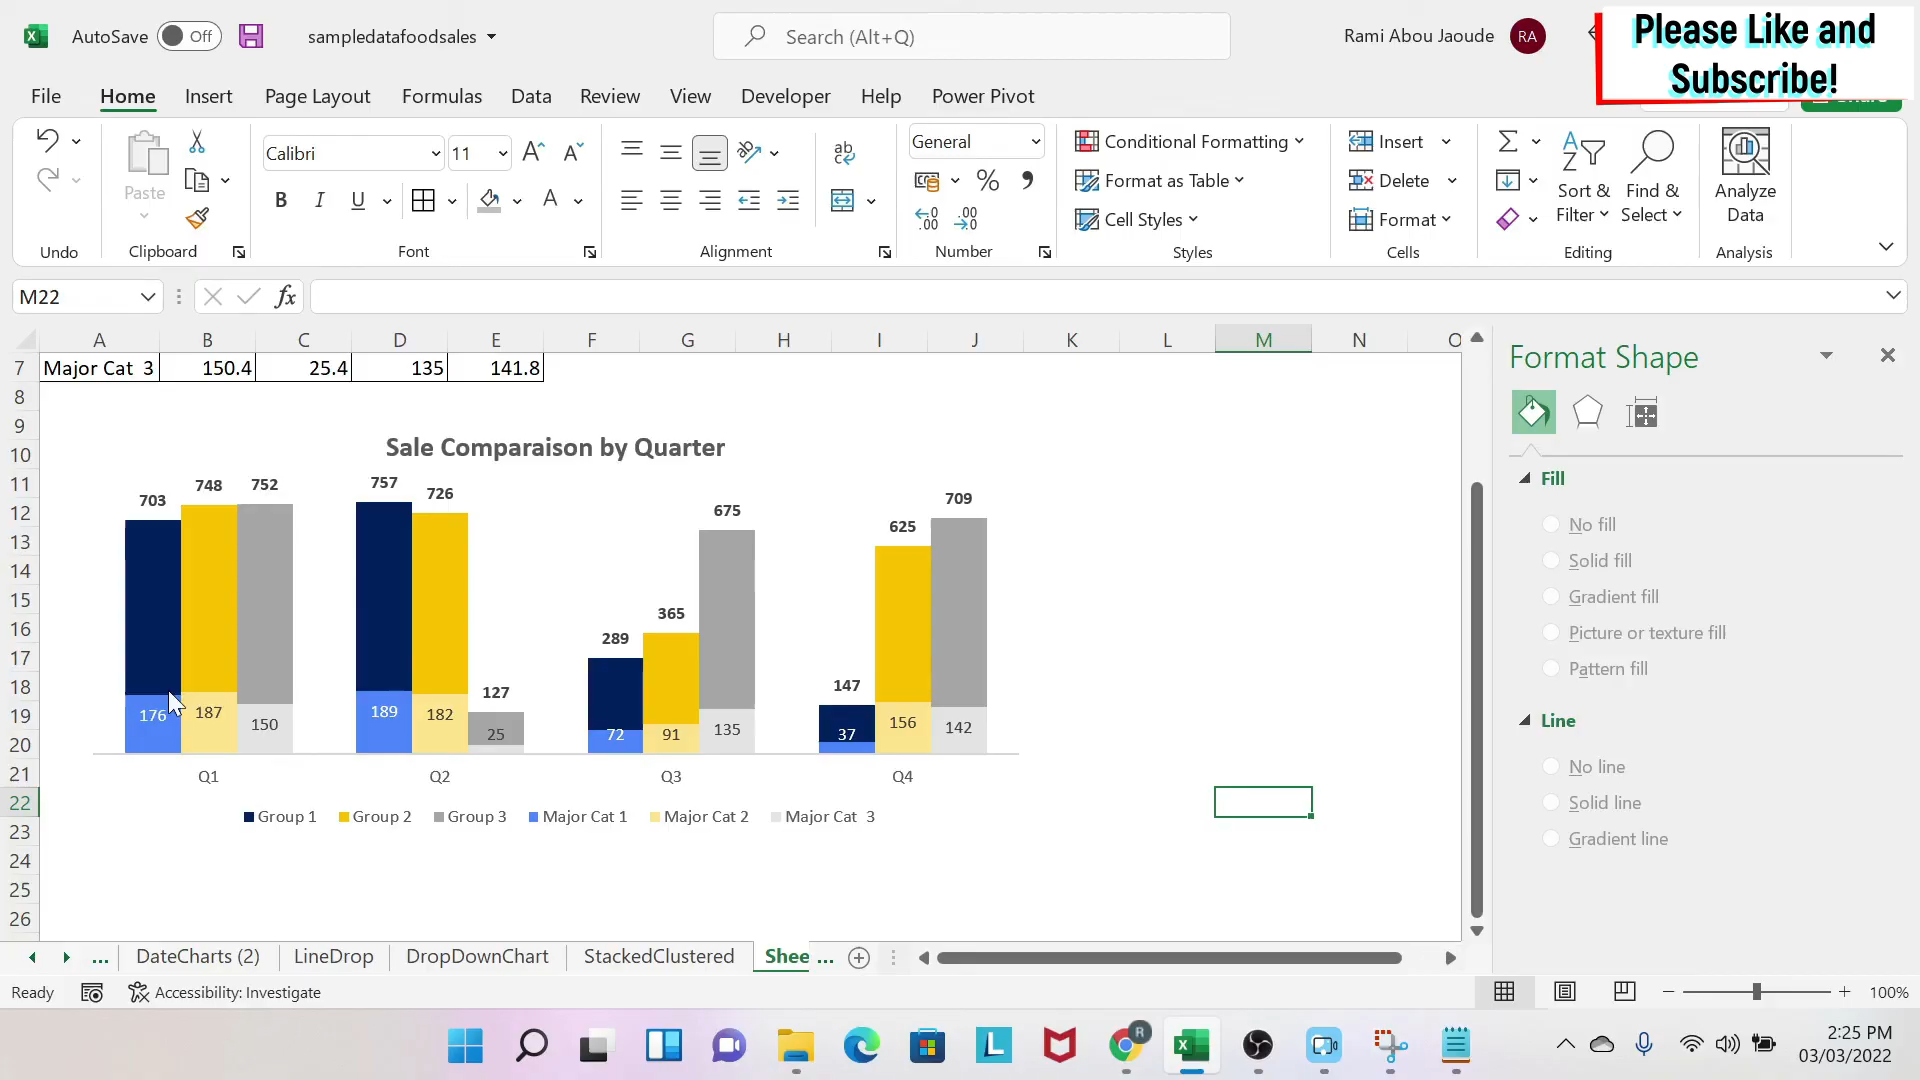 AutoSave Off sampledatafoodsales Search (Alt+Q) Rami Abou Jaoude RA
Please Like and
Subscribe!
File Home Insert Page Layout Formulas Data Review View Developer Help Power Pivot
Paste
Calibri 11
B I U A
ab
General
% ,
Conditional Formatting
Format as Table
Cell Styles
Insert
Delete
Format
Sort &
Filter
Find &
Select
Analyze
Data
Undo Clipboard Font Alignment Number Styles Cells Editing Analysis
M22 fx
A B C D E F G H I J K L M N O
7 Major Cat 3 150.4 25.4 135 141.8
8
9
10
11
12
13
14
15
16
17
18
19
20
21
22
23
24
25
26
Sale Comparaison by Quarter
703 748 752 757 726 127 289 365 675 147 625 709
176 187 150 189 182 25 72 91 135 37 156 142
Q1 Q2 Q3 Q4
Group 1 Group 2 Group 3 Major Cat 1 Major Cat 2 Major Cat 3
Format Shape
Fill
No fill
Solid fill
Gradient fill
Picture or texture fill
Pattern fill
Line
No line
Solid line
Gradient line
... DateCharts (2) LineDrop DropDownChart StackedClustered Shee ...
Ready Accessibility: Investigate 100%
2:25 PM
03/03/2022